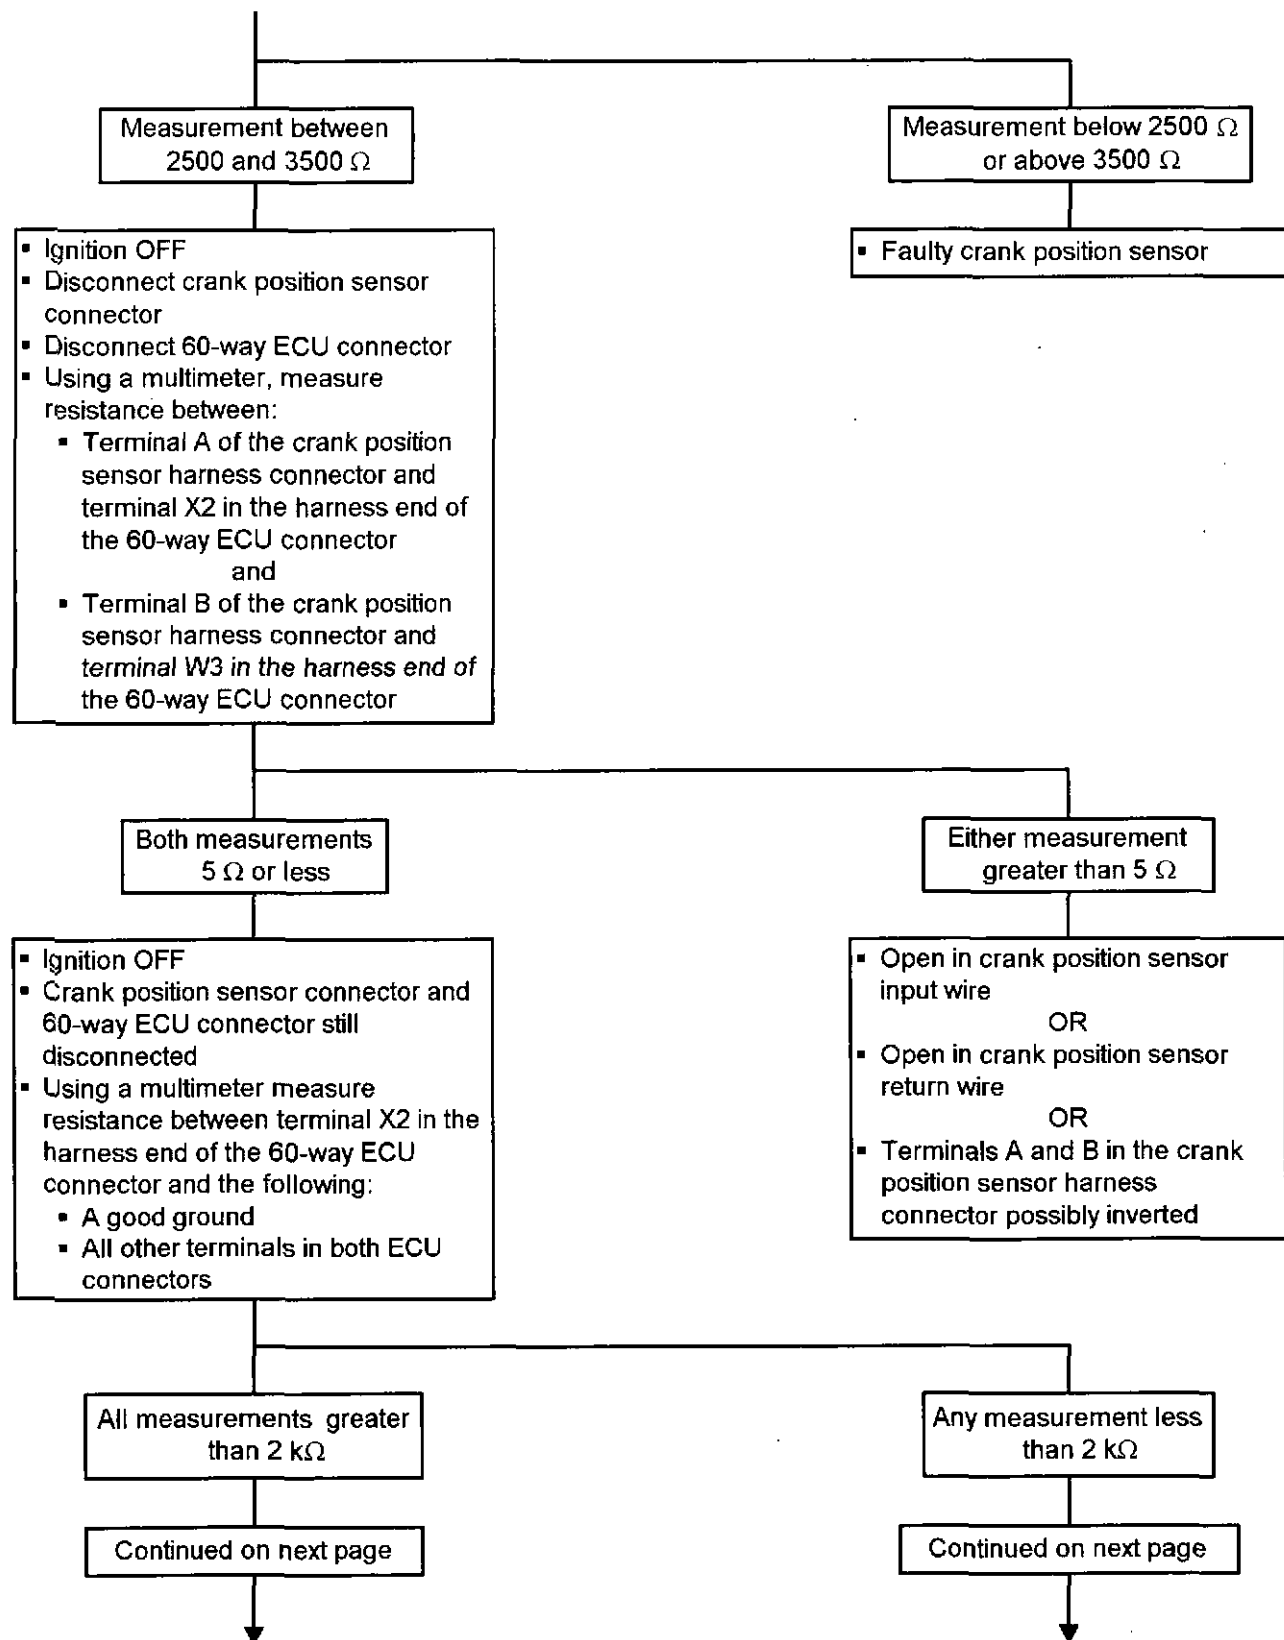 Measurement between
2500 and 3500 Ω
Measurement below 2500 Ω
or above 3500 Ω
▪ Ignition OFF
▪ Disconnect crank position sensor
connector
▪ Disconnect 60-way ECU connector
▪ Using a multimeter, measure
resistance between:
▪ Terminal A of the crank position
sensor harness connector and
terminal X2 in the harness end of
the 60-way ECU connector
and
▪ Terminal B of the crank position
sensor harness connector and
terminal W3 in the harness end of
the 60-way ECU connector
▪ Faulty crank position sensor
Both measurements
5 Ω or less
Either measurement
greater than 5 Ω
▪ Ignition OFF
▪ Crank position sensor connector and
60-way ECU connector still
disconnected
▪ Using a multimeter measure
resistance between terminal X2 in the
harness end of the 60-way ECU
connector and the following:
▪ A good ground
▪ All other terminals in both ECU
connectors
▪ Open in crank position sensor
input wire
OR
▪ Open in crank position sensor
return wire
OR
▪ Terminals A and B in the crank
position sensor harness
connector possibly inverted
All measurements greater
than 2 kΩ
Any measurement less
than 2 kΩ
Continued on next page
Continued on next page